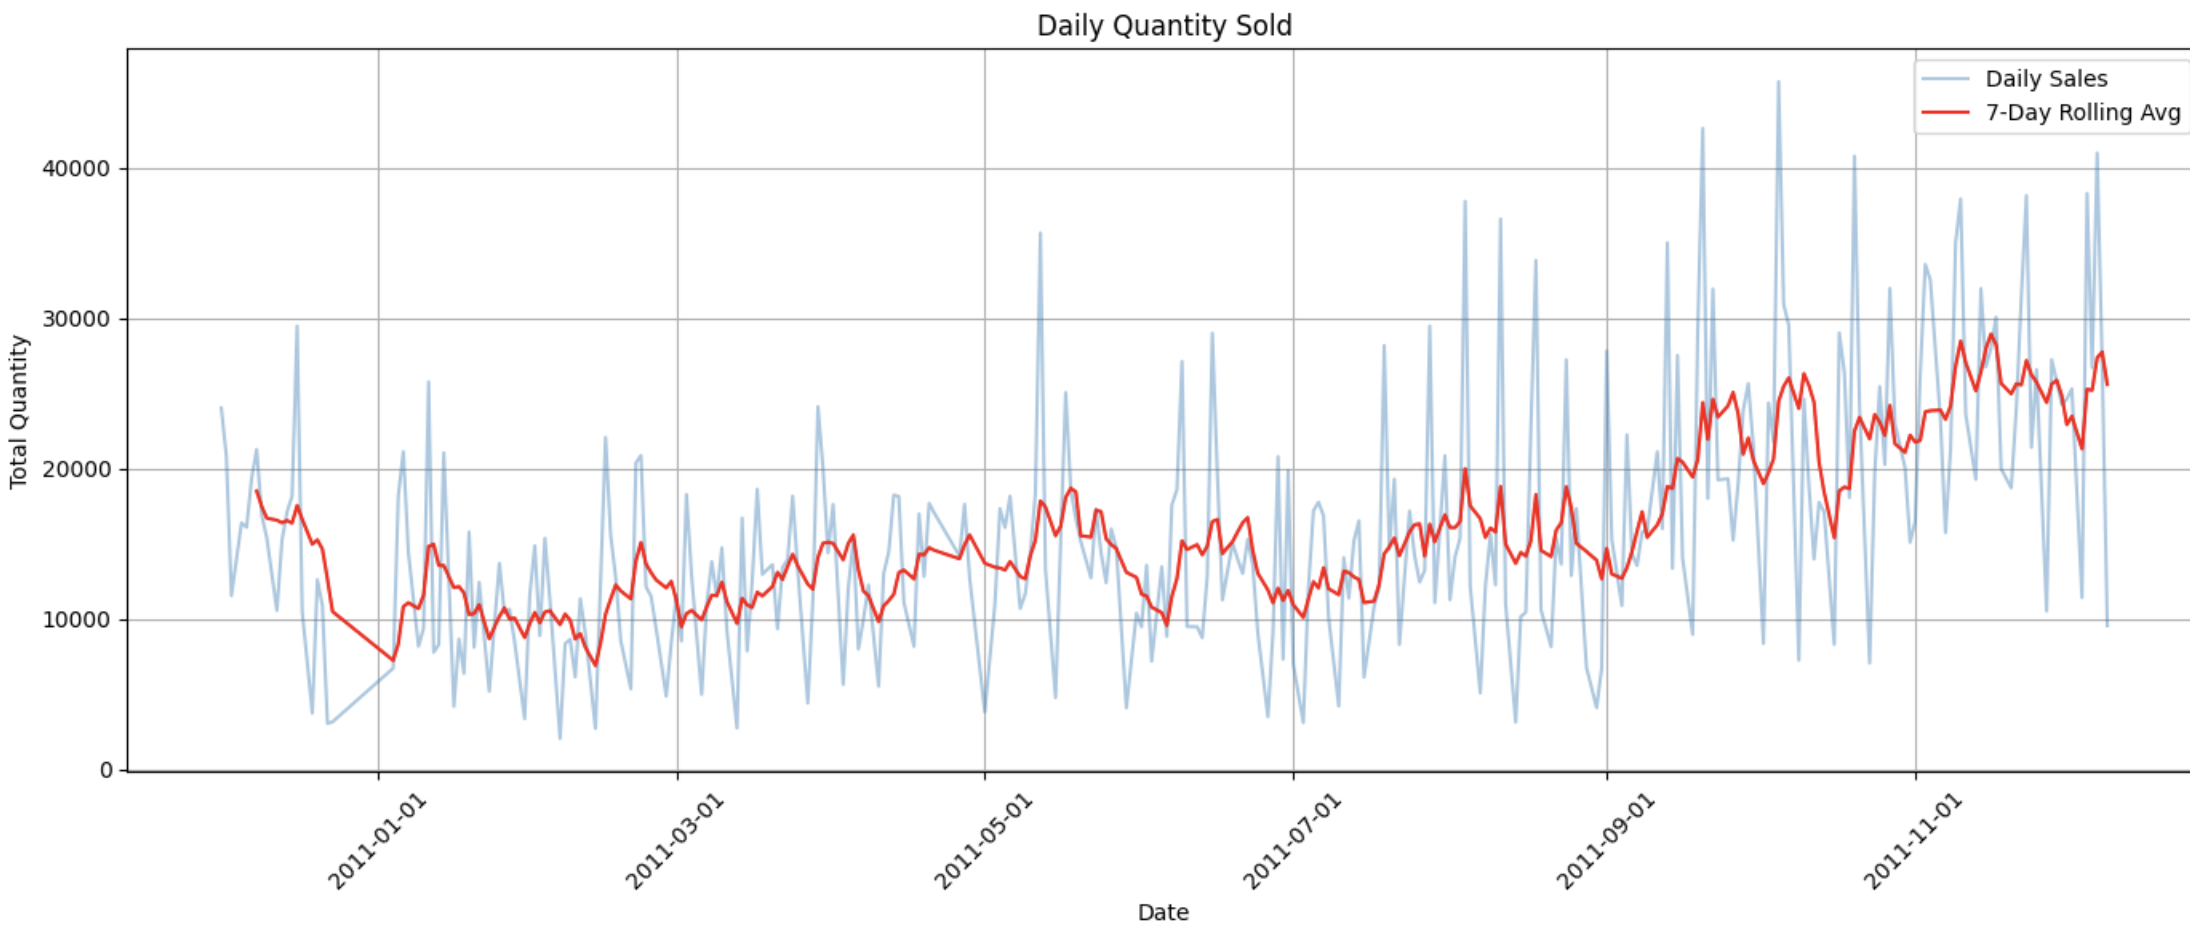 Daily Quantity Sold
Daily Sales
7-Day Rolling Avg
Total Quantity
40000
30000
20000
10000
0
2011-01-01
2011-03-01
2011-05-01
2011-07-01
2011-09-01
2011-11-01
Date